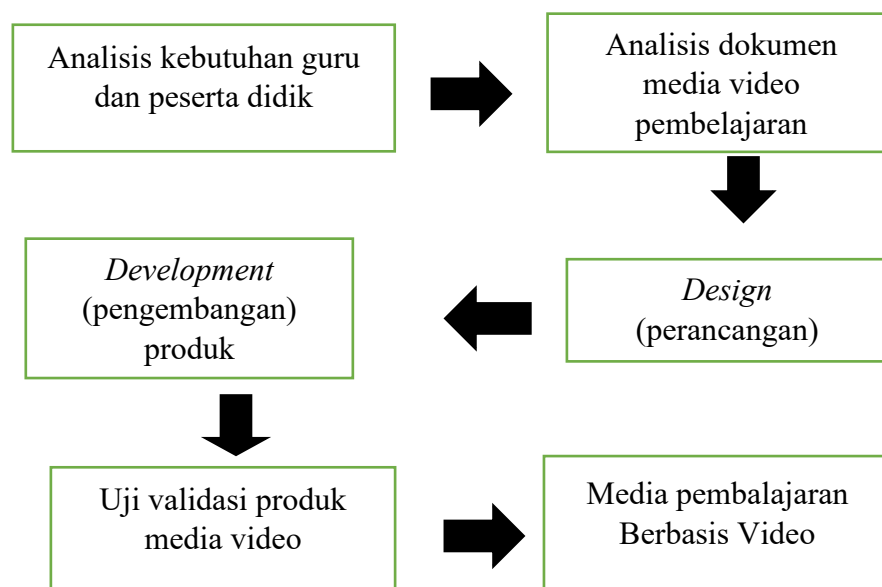 Analisis kebutuhan guru
dan peserta didik
Analisis dokumen
media video
pembelajaran
Design
(perancangan)
Development
(pengembangan)
produk
Uji validasi produk
media video
Media pembalajaran
Berbasis Video